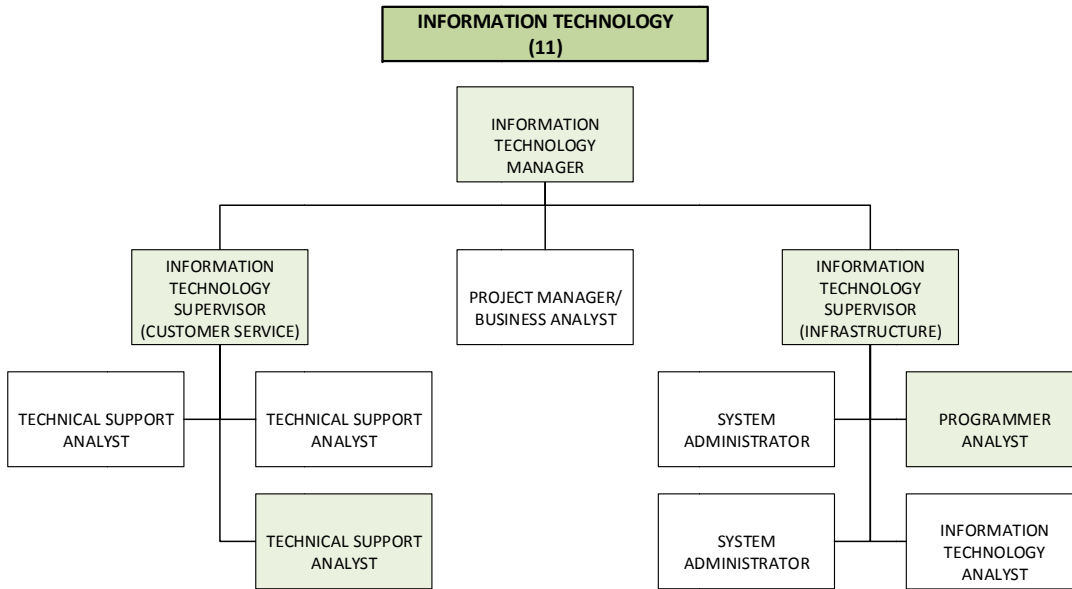 INFORMATION TECHNOLOGY
(11)
INFORMATION
TECHNOLOGY
MANAGER
INFORMATION
TECHNOLOGY
SUPERVISOR
(CUSTOMER SERVICE)
PROJECT MANAGER/
BUSINESS ANALYST
INFORMATION
TECHNOLOGY
SUPERVISOR
(INFRASTRUCTURE)
TECHNICAL SUPPORT
ANALYST
TECHNICAL SUPPORT
ANALYST
SYSTEM
ADMINISTRATOR
PROGRAMMER
ANALYST
TECHNICAL SUPPORT
ANALYST
SYSTEM
ADMINISTRATOR
INFORMATION
TECHNOLOGY
ANALYST